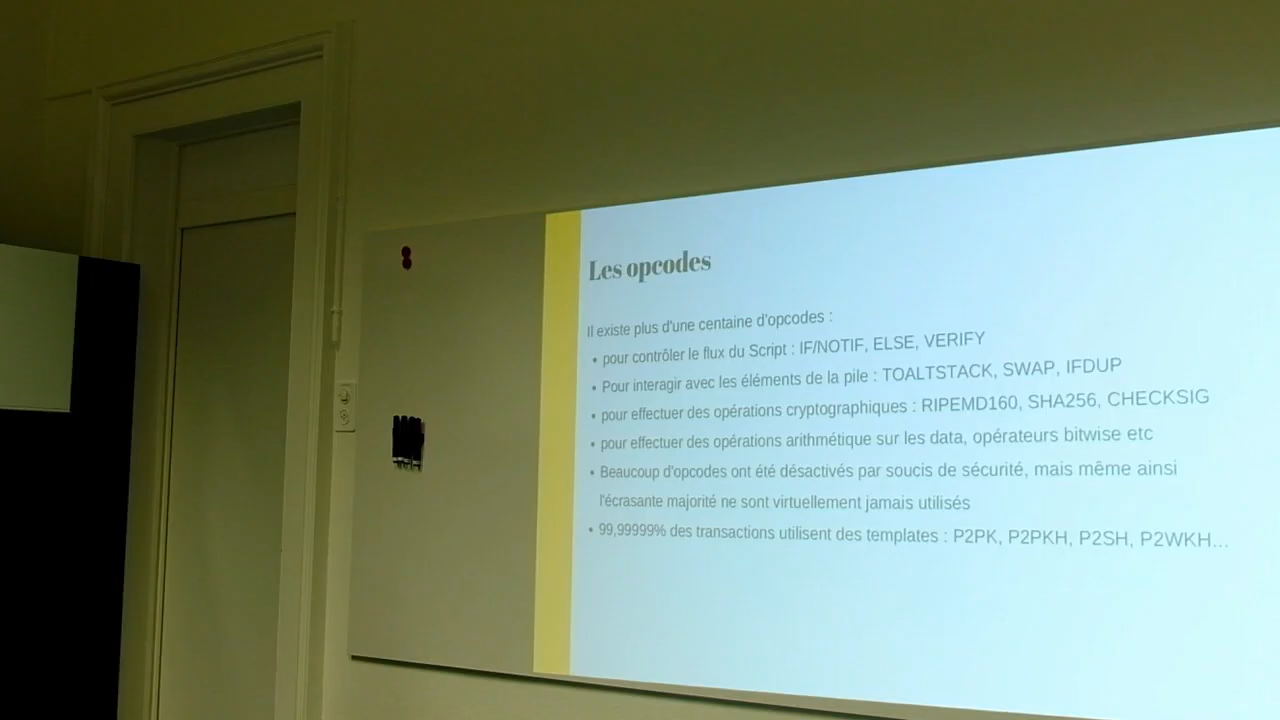 Les opcodes
Il existe plus d'une centaine d'opcodes :
• pour contrôler le flux du Script : IF/NOTIF, ELSE, VERIFY
• Pour interagir avec les éléments de la pile : TOALTSTACK, SWAP, IFDUP
• pour effectuer des opérations cryptographiques : RIPEMD160, SHA256, CHECKSIG
• pour effectuer des opérations arithmétique sur les data, opérateurs bitwise etc
• Beaucoup d'opcodes ont été désactivés par soucis de sécurité, mais même ainsi
l'écrasante majorité ne sont virtuellement jamais utilisés
• 99,99999% des transactions utilisent des templates : P2PK, P2PKH, P2SH, P2WKH...